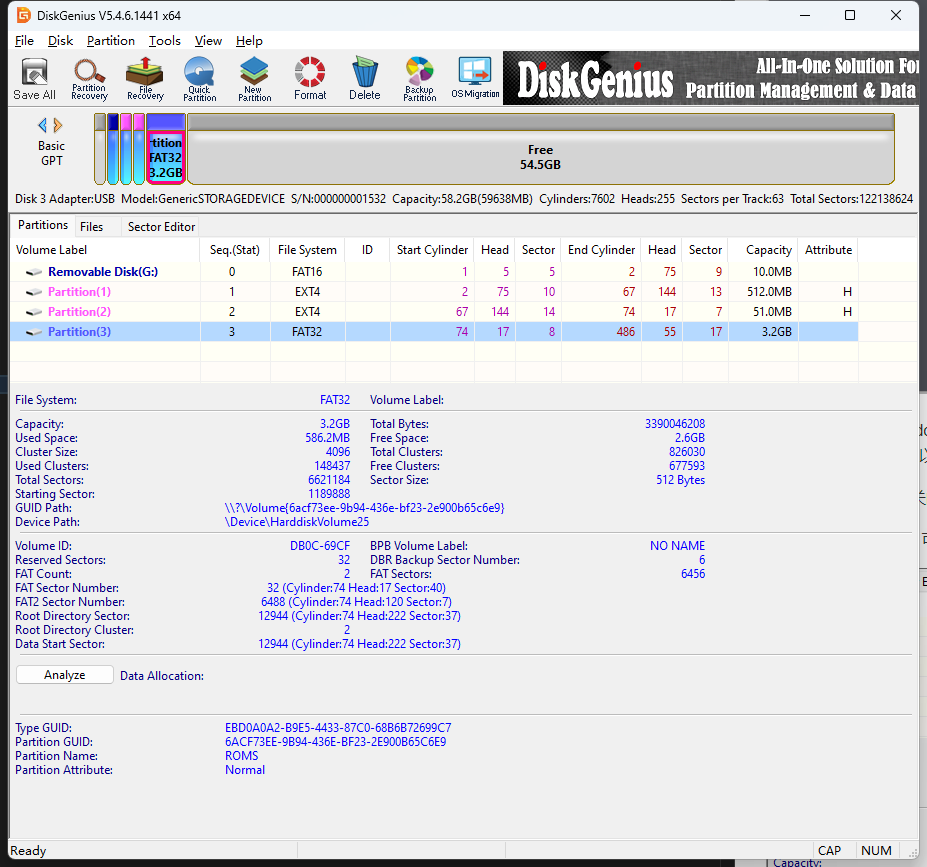 DiskGenius V5.4.6.1441 x64
File Disk Partition Tools View Help
Save All Partition Recovery File Recovery Quick Partition New Partition Format Delete Backup Partition OS Migration
DiskGenius All-In-One Solution For
Partition Management & Data
Basic
GPT
rtition
FAT32
3.2GB
Free
54.5GB
Disk 3 Adapter:USB Model:GenericSTORAGEDEVICE S/N:000000001532 Capacity:58.2GB(59638MB) Cylinders:7602 Heads:255 Sectors per Track:63 Total Sectors:122138624
Partitions Files Sector Editor
Volume Label Seq.(Stat) File System ID Start Cylinder Head Sector End Cylinder Head Sector Capacity Attribute
Removable Disk(G:) 0 FAT16 1 5 5 2 75 9 10.0MB
Partition(1) 1 EXT4 2 75 10 67 144 13 512.0MB H
Partition(2) 2 EXT4 67 144 14 74 17 7 51.0MB H
Partition(3) 3 FAT32 74 17 8 486 55 17 3.2GB
File System: FAT32 Volume Label:
Capacity: 3.2GB Total Bytes: 3390046208
Used Space: 586.2MB Free Space: 2.6GB
Cluster Size: 4096 Total Clusters: 826030
Used Clusters: 148437 Free Clusters: 677593
Total Sectors: 6621184 Sector Size: 512 Bytes
Starting Sector: 1189888
GUID Path: \\?\Volume{6acf73ee-9b94-436e-bf23-2e900b65c6e9}
Device Path: \Device\HarddiskVolume25
Volume ID: DB0C-69CF BPB Volume Label: NO NAME
Reserved Sectors: 32 DBR Backup Sector Number: 6
FAT Count: 2 FAT Sectors: 6456
FAT Sector Number: 32 (Cylinder:74 Head:17 Sector:40)
FAT2 Sector Number: 6488 (Cylinder:74 Head:120 Sector:7)
Root Directory Sector: 12944 (Cylinder:74 Head:222 Sector:37)
Root Directory Cluster: 2
Data Start Sector: 12944 (Cylinder:74 Head:222 Sector:37)
Analyze Data Allocation:
Type GUID: EBD0A0A2-B9E5-4433-87C0-68B6B72699C7
Partition GUID: 6ACF73EE-9B94-436E-BF23-2E900B65C6E9
Partition Name: ROMS
Partition Attribute: Normal
Ready CAP NUM
Capacity: